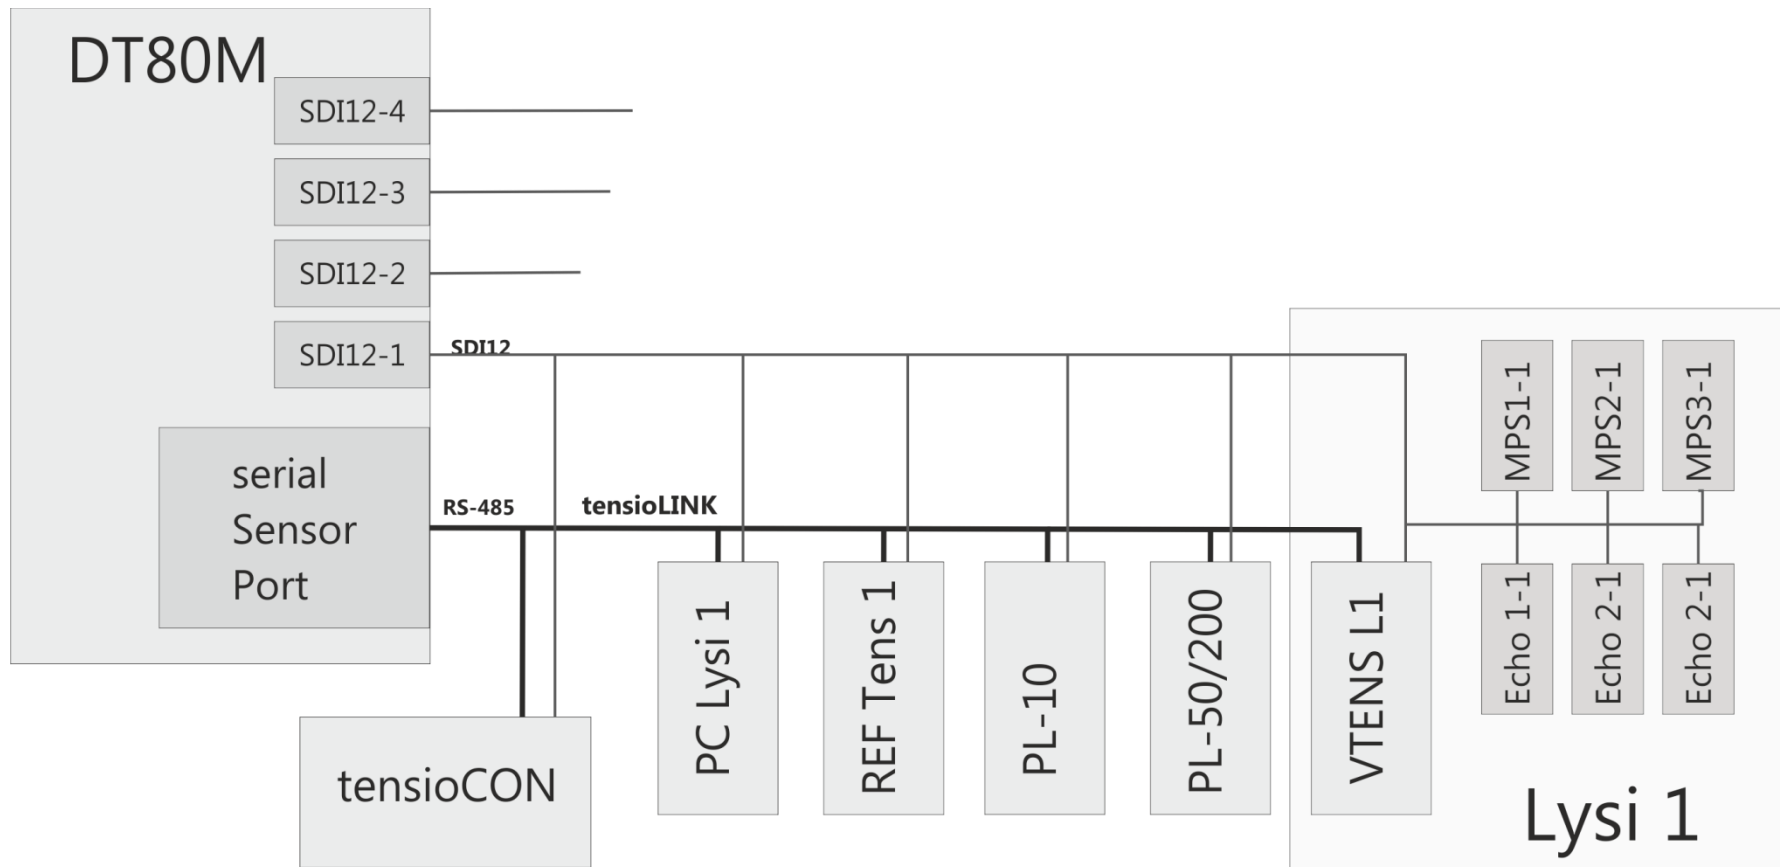 DT80M
SDI12-4
SDI12-3
SDI12-2
SDI12-1
SDI12
serial
Sensor
Port
RS-485
tensioLINK
tensioCON
PC Lysi 1
REF Tens 1
PL-10
PL-50/200
VTENS L1
MPS1-1
MPS2-1
MPS3-1
Echo 1-1
Echo 2-1
Echo 2-1
Lysi 1